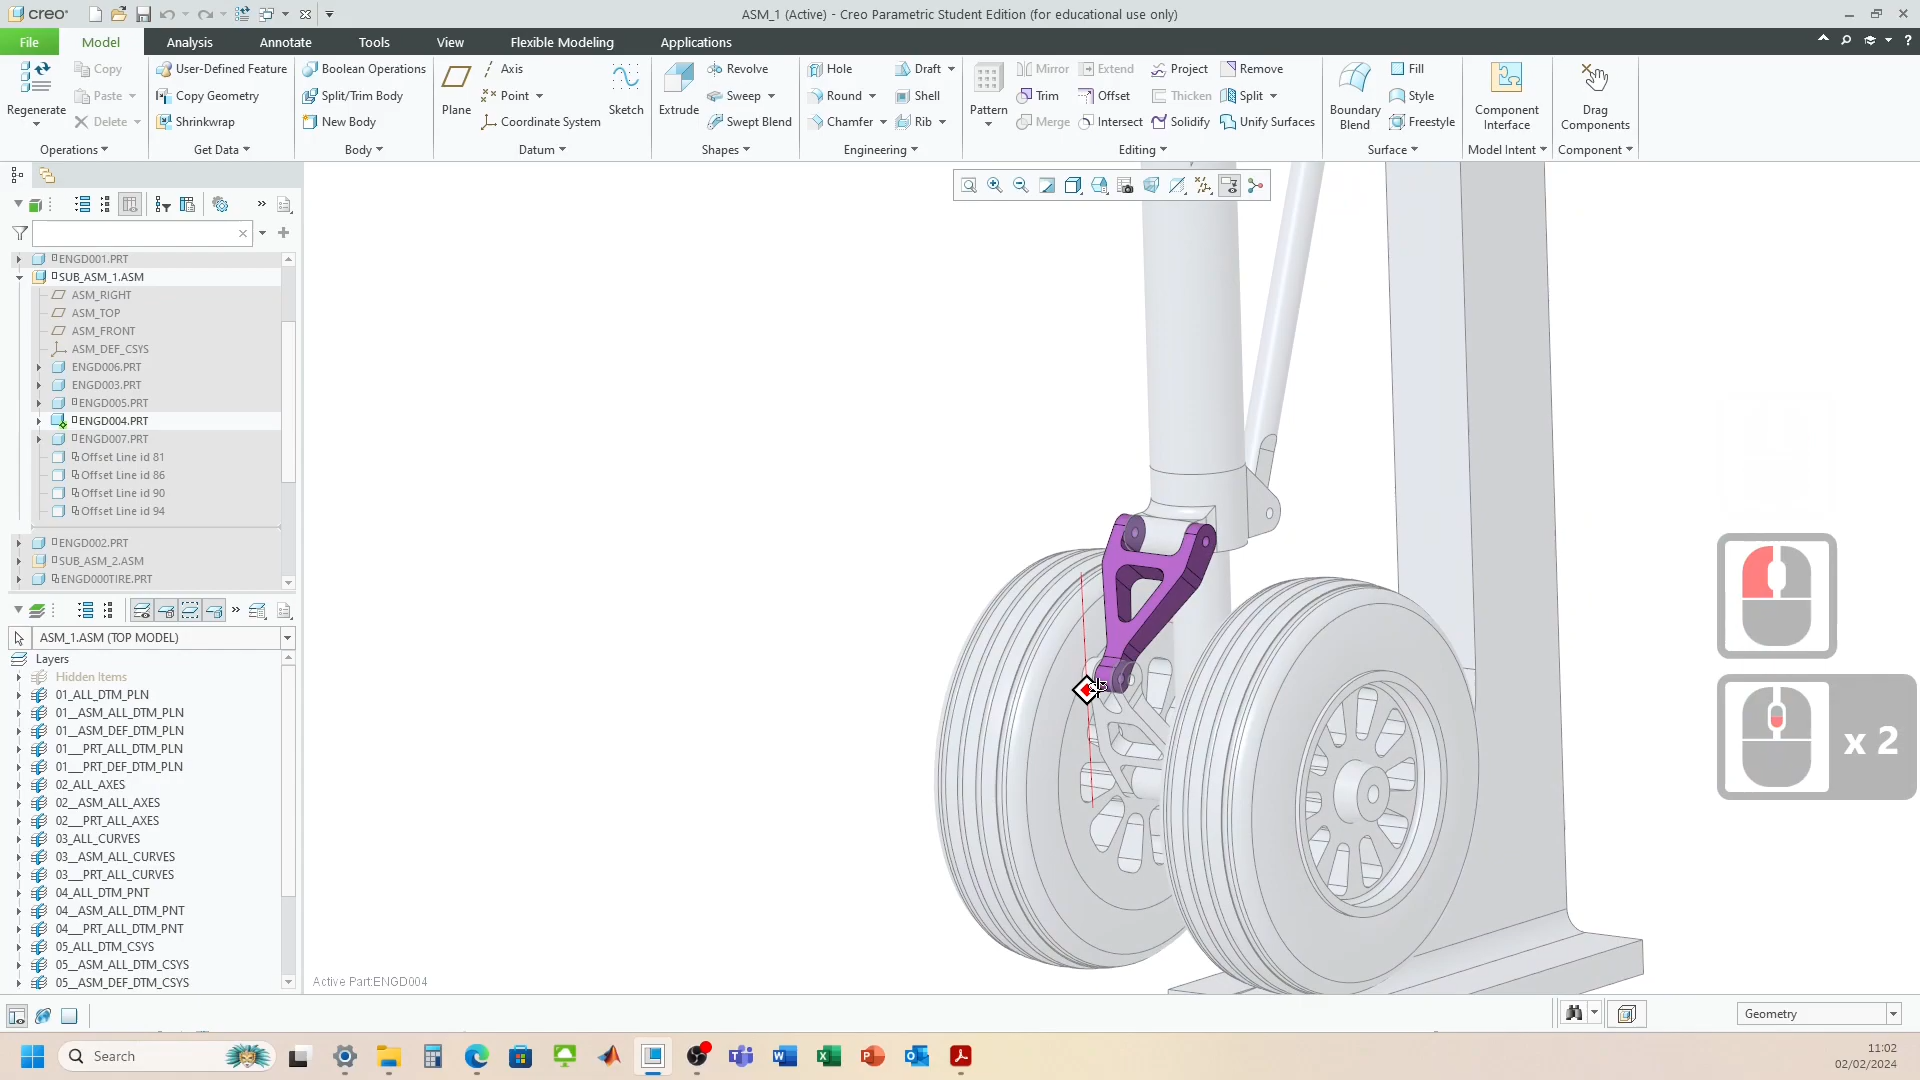 creo
ASM_1 (Active) - Creo Parametric Student Edition (for educational use only)
File Model Analysis Annotate Tools View Flexible Modeling Applications
Regenerate
Copy
Paste
Delete
Operations
User-Defined Feature
Copy Geometry
Shrinkwrap
Get Data
Boolean Operations
Split/Trim Body
New Body
Body
Plane
Axis
Point
Coordinate System
Sketch
Datum
Extrude
Revolve
Sweep
Swept Blend
Shapes
Hole
Round
Chamfer
Draft
Shell
Rib
Engineering
Pattern
Mirror
Trim
Merge
Extend
Offset
Intersect
Project
Thicken
Solidify
Remove
Split
Unify Surfaces
Editing
Boundary
Blend
Fill
Style
Freestyle
Surface
Component
Interface
Model Intent
Drag
Components
Component
ENGD001.PRT
SUB_ASM_1.ASM
ASM_RIGHT
ASM_TOP
ASM_FRONT
ASM_DEF_CSYS
ENGD006.PRT
ENGD003.PRT
ENGD005.PRT
ENGD004.PRT
ENGD007.PRT
Offset Line id 81
Offset Line id 86
Offset Line id 90
Offset Line id 94
ENGD002.PRT
SUB_ASM_2.ASM
ENGD000TIRE.PRT
ASM_1.ASM (TOP MODEL)
Layers
Hidden Items
01_ALL_DTM_PLN
01__ASM_ALL_DTM_PLN
01__ASM_DEF_DTM_PLN
01___PRT_ALL_DTM_PLN
01___PRT_DEF_DTM_PLN
02_ALL_AXES
02__ASM_ALL_AXES
02___PRT_ALL_AXES
03_ALL_CURVES
03__ASM_ALL_CURVES
03___PRT_ALL_CURVES
04_ALL_DTM_PNT
04__ASM_ALL_DTM_PNT
04___PRT_ALL_DTM_PNT
05_ALL_DTM_CSYS
05__ASM_ALL_DTM_CSYS
05__ASM_DEF_DTM_CSYS
Active Part:ENGD004
x 2
Geometry
Search
11:02
02/02/2024